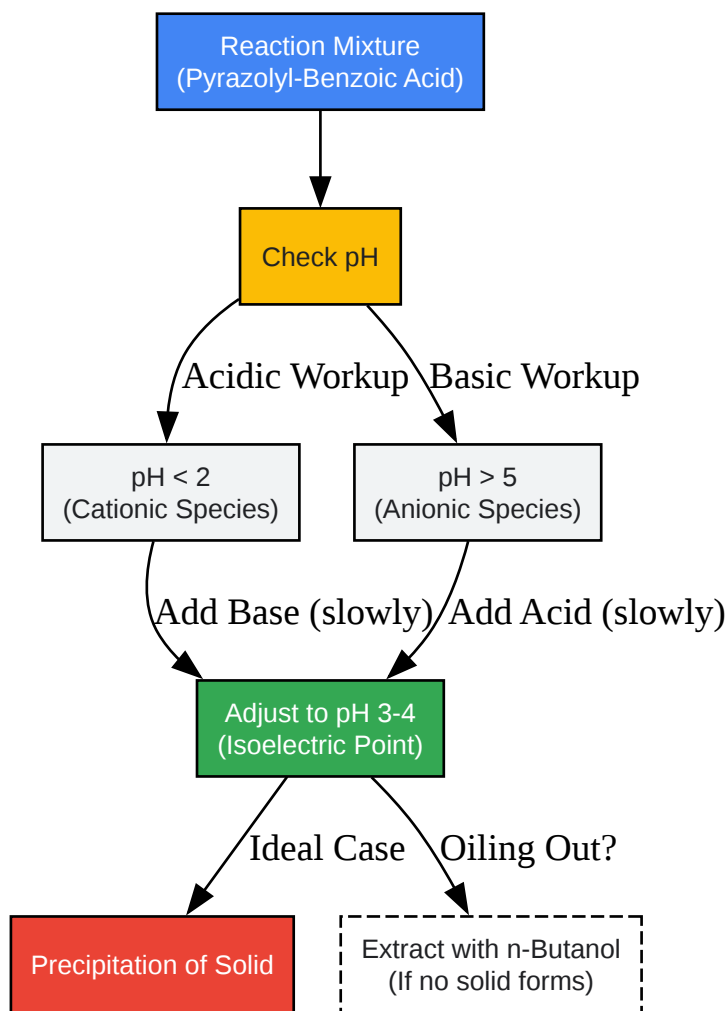 Reaction Mixture
(Pyrazolyl-Benzoic Acid)
Check pH
Acidic Workup
Basic Workup
pH < 2
(Cationic Species)
pH > 5
(Anionic Species)
Add Base (slowly)
Add Acid (slowly)
Adjust to pH 3-4
(Isoelectric Point)
Ideal Case
Oiling Out?
Precipitation of Solid
Extract with n-Butanol
(If no solid forms)